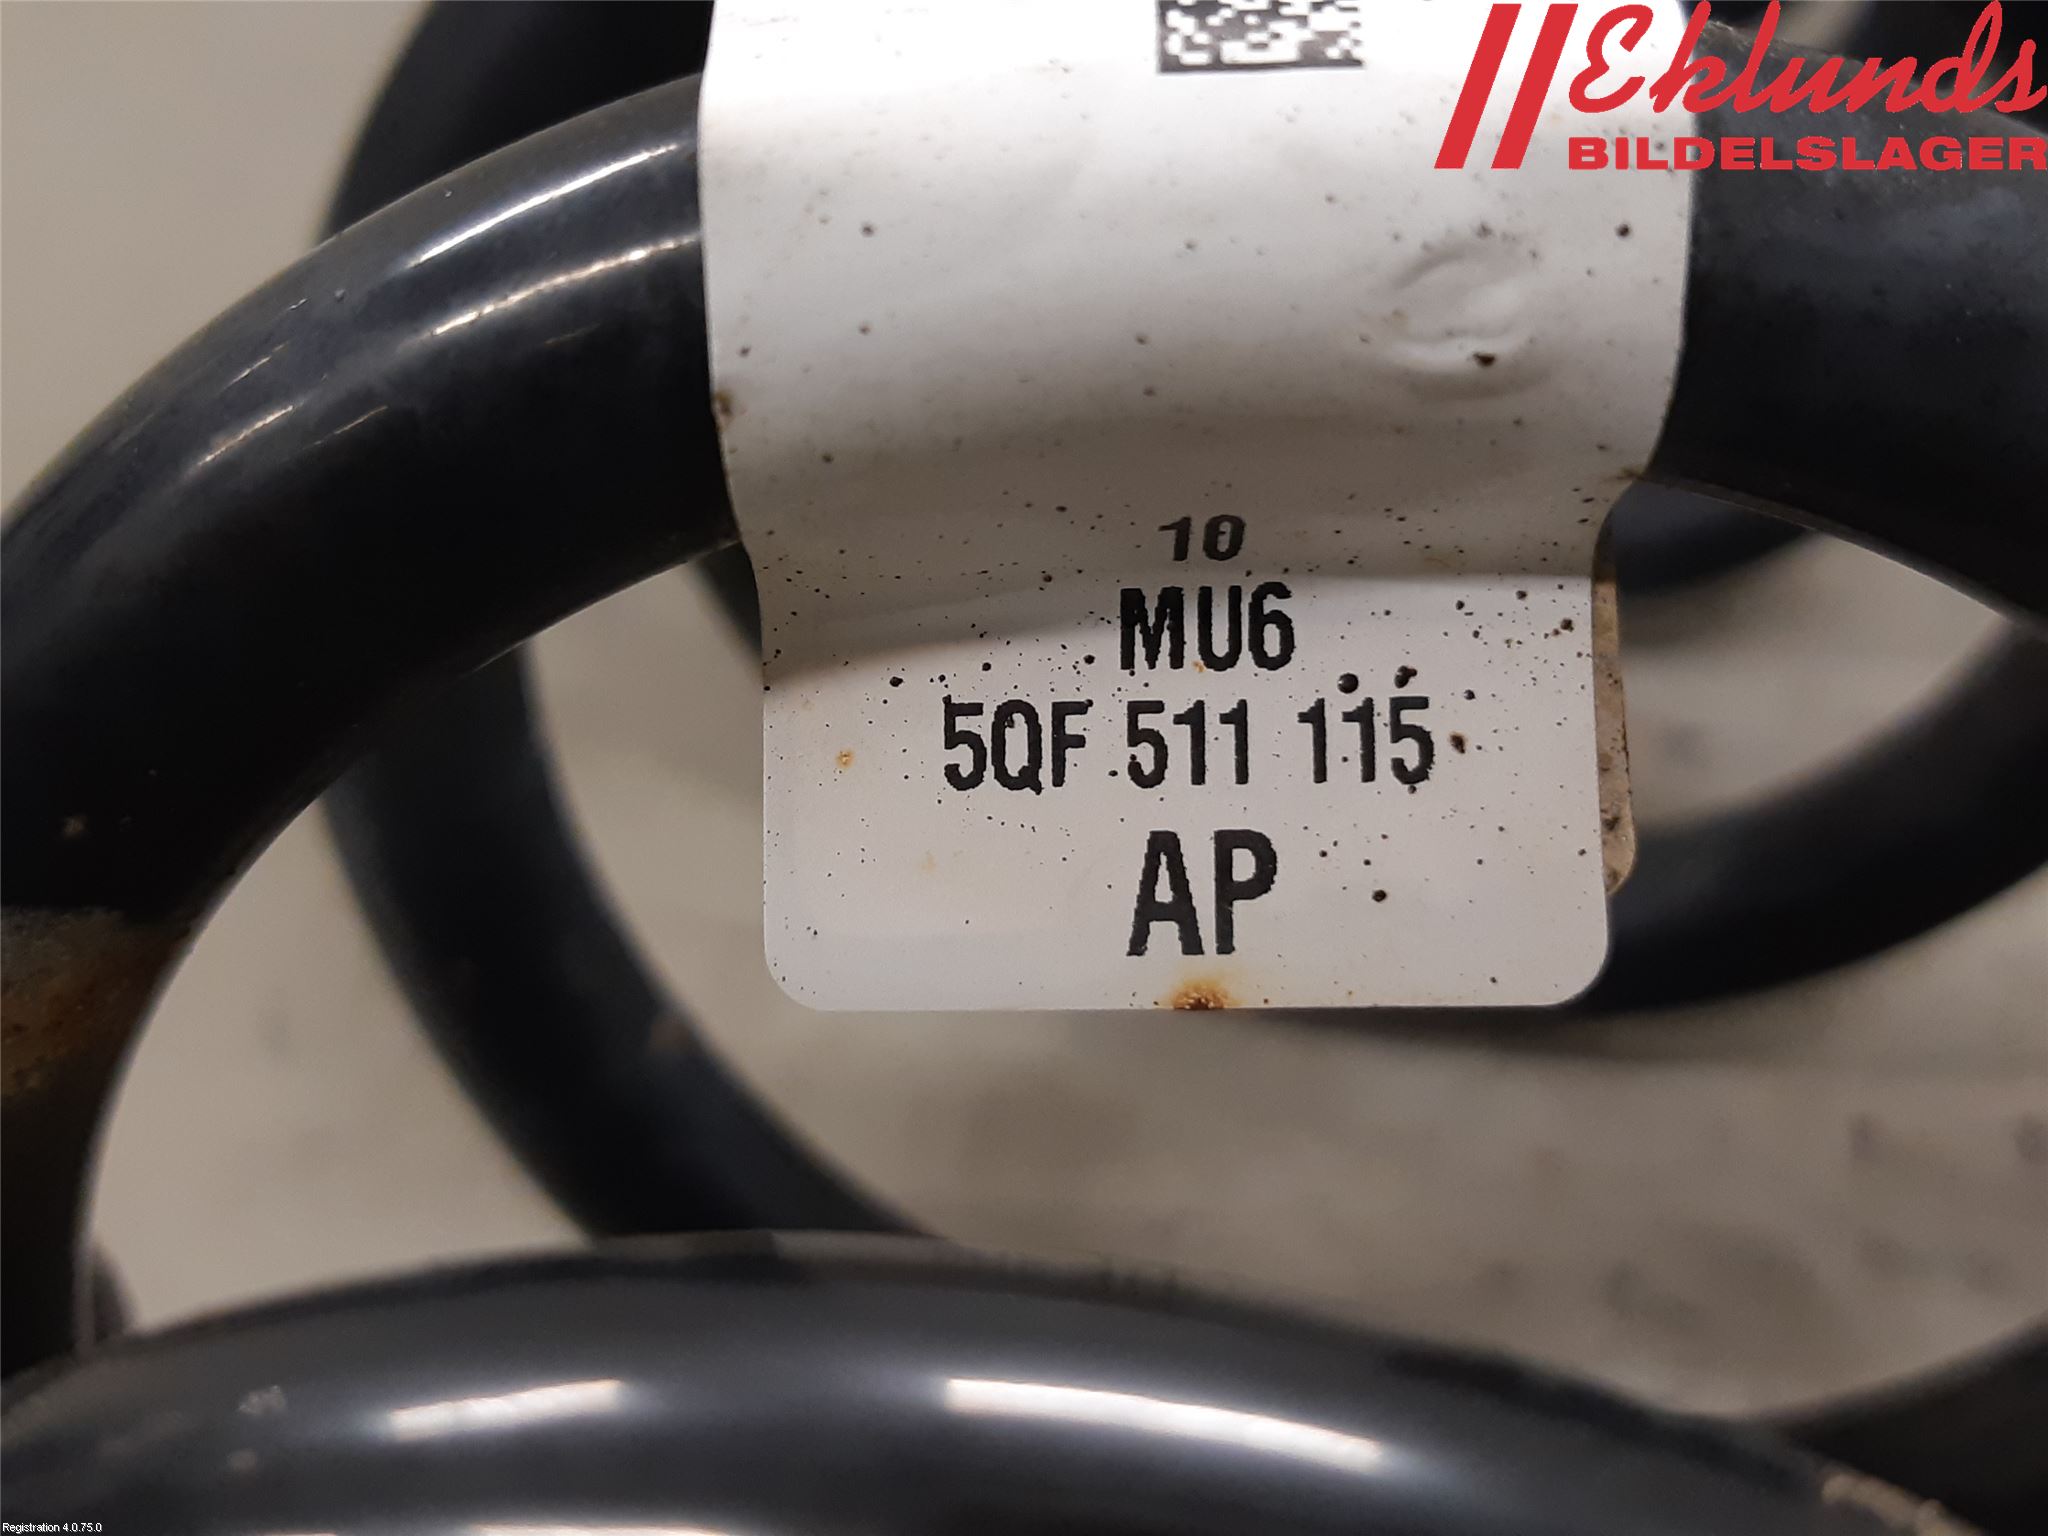 Eklunds
BILDELSLAGER
10
MU6
5QF 511 115
AP
Registration 4.0.75.0